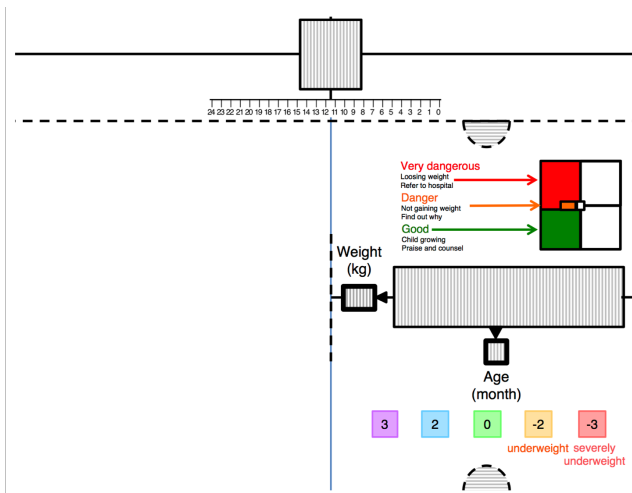 24 23 22 21 20 19 18 17 16 15 14 13 12 11 10 9 8 7 6 5 4 3 2 1 0
Very dangerous
Loosing weight
Refer to hospital
Danger
Not gaining weight
Find out why
Good
Child growing
Praise and counsel
Weight
(kg)
Age
(month)
3 2 0 -2 -3
underweight severely
underweight